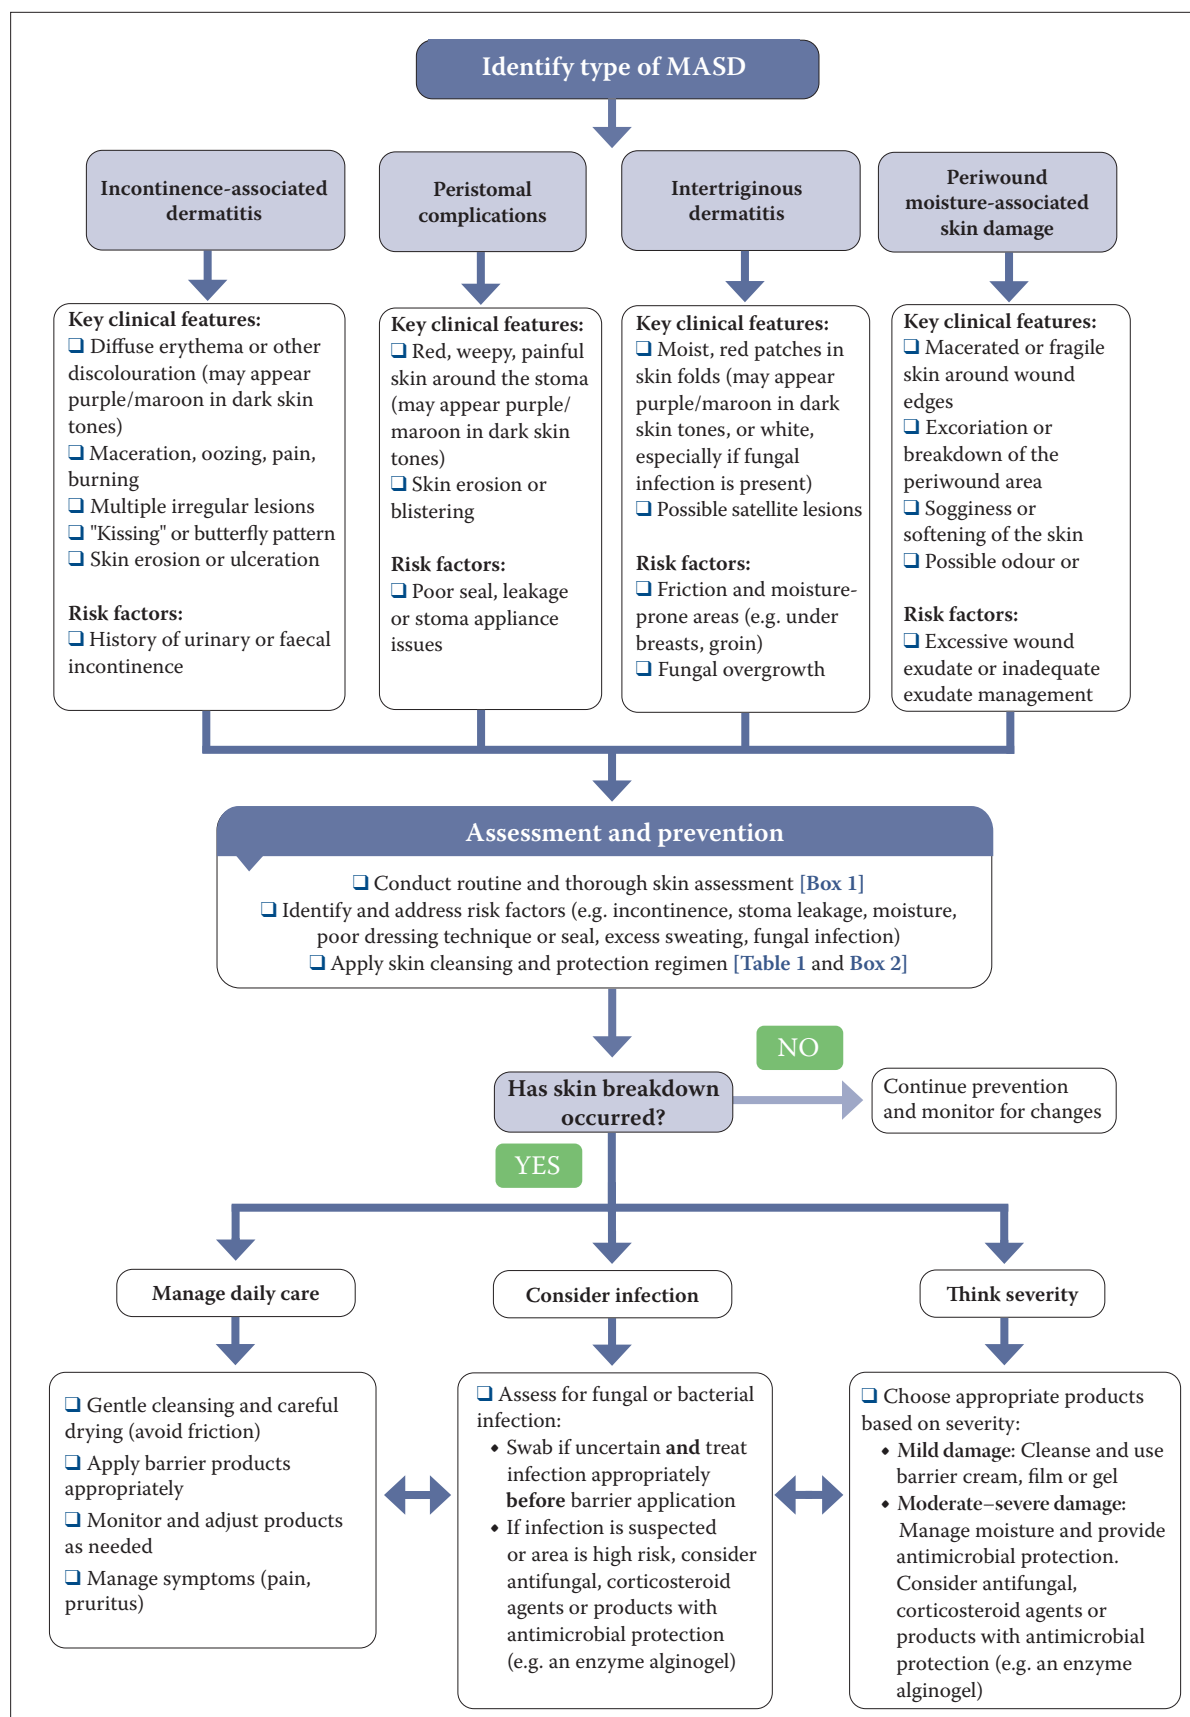 Identify type of MASD
Incontinence-associated
dermatitis
Peristomal
complications
Intertriginous
dermatitis
Periwound
moisture-associated
skin damage
Key clinical features:
❏ Diffuse erythema or other
discolouration (may appear
purple/maroon in dark skin
tones)
❏ Maceration, oozing, pain,
burning
❏ Multiple irregular lesions
❏ "Kissing" or butterfly pattern
❏ Skin erosion or ulceration
Risk factors:
❏ History of urinary or faecal
incontinence
Key clinical features:
❏ Red, weepy, painful
skin around the stoma
(may appear purple/
maroon in dark skin
tones)
❏ Skin erosion or
blistering
Risk factors:
❏ Poor seal, leakage
or stoma appliance
issues
Key clinical features:
❏ Moist, red patches in
skin folds (may appear
purple/maroon in dark
skin tones, or white,
especially if fungal
infection is present)
❏ Possible satellite lesions
Risk factors:
❏ Friction and moisture-
prone areas (e.g. under
breasts, groin)
❏ Fungal overgrowth
Key clinical features:
❏ Macerated or fragile
skin around wound
edges
❏ Excoriation or
breakdown of the
periwound area
❏ Sogginess or
softening of the skin
❏ Possible odour or
Risk factors:
❏ Excessive wound
exudate or inadequate
exudate management
Assessment and prevention
❏ Conduct routine and thorough skin assessment [Box 1]
❏ Identify and address risk factors (e.g. incontinence, stoma leakage, moisture,
poor dressing technique or seal, excess sweating, fungal infection)
❏ Apply skin cleansing and protection regimen [Table 1 and Box 2]
Has skin breakdown
occurred?
NO
Continue prevention
and monitor for changes
YES
Manage daily care
Consider infection
Think severity
❏ Gentle cleansing and careful
drying (avoid friction)
❏ Apply barrier products
appropriately
❏ Monitor and adjust products
as needed
❏ Manage symptoms (pain,
pruritus)
❏ Assess for fungal or bacterial
infection:
• Swab if uncertain and treat
infection appropriately
before barrier application
• If infection is suspected
or area is high risk, consider
antifungal, corticosteroid
agents or products with
antimicrobial protection
(e.g. an enzyme alginogel)
❏ Choose appropriate products
based on severity:
• Mild damage: Cleanse and use
barrier cream, film or gel
• Moderate–severe damage:
Manage moisture and provide
antimicrobial protection.
Consider antifungal,
corticosteroid agents or
products with antimicrobial
protection (e.g. an enzyme
alginogel)